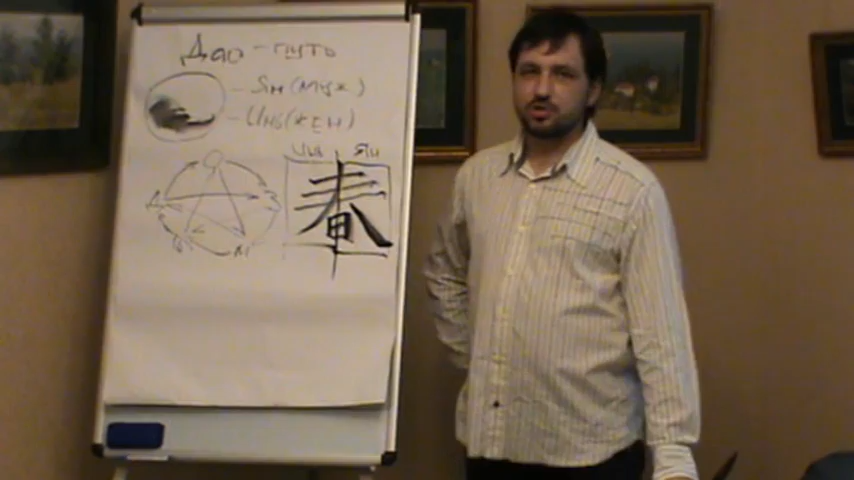 Дао - путь
- Ян (муж)
- Инь (жен)
Инь Ян
春